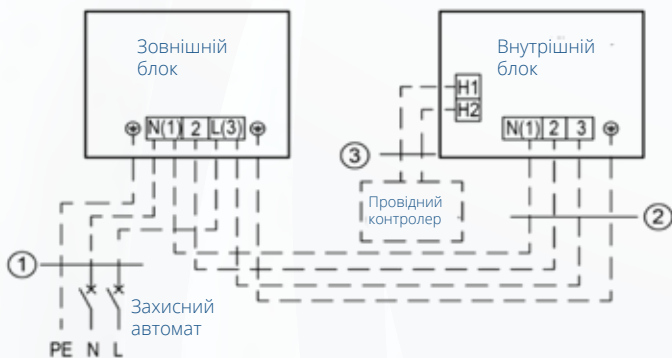 Зовнішній
блок
Внутрішній
блок
H1
H2
N(1) 2 L(3)
N(1) 2 3
3
Провідний
контролер
2
1
Захисний
автомат
PE N L